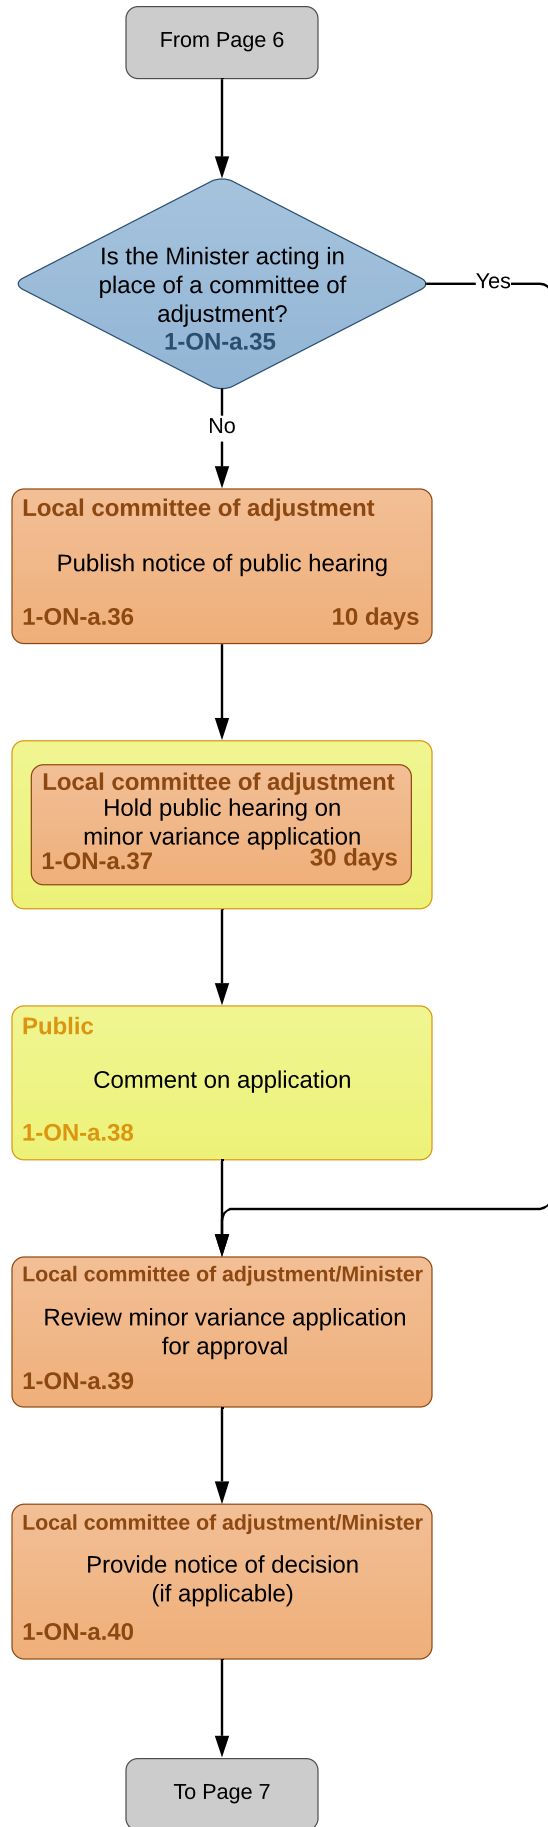 From Page 6
Is the Minister acting in
place of a committee of
adjustment?
1-ON-a.35
Yes
No
Local committee of adjustment
Publish notice of public hearing
1-ON-a.36
10 days
Local committee of adjustment
Hold public hearing on
minor variance application
1-ON-a.37
30 days
Public
Comment on application
1-ON-a.38
Local committee of adjustment/Minister
Review minor variance application
for approval
1-ON-a.39
Local committee of adjustment/Minister
Provide notice of decision
(if applicable)
1-ON-a.40
To Page 7